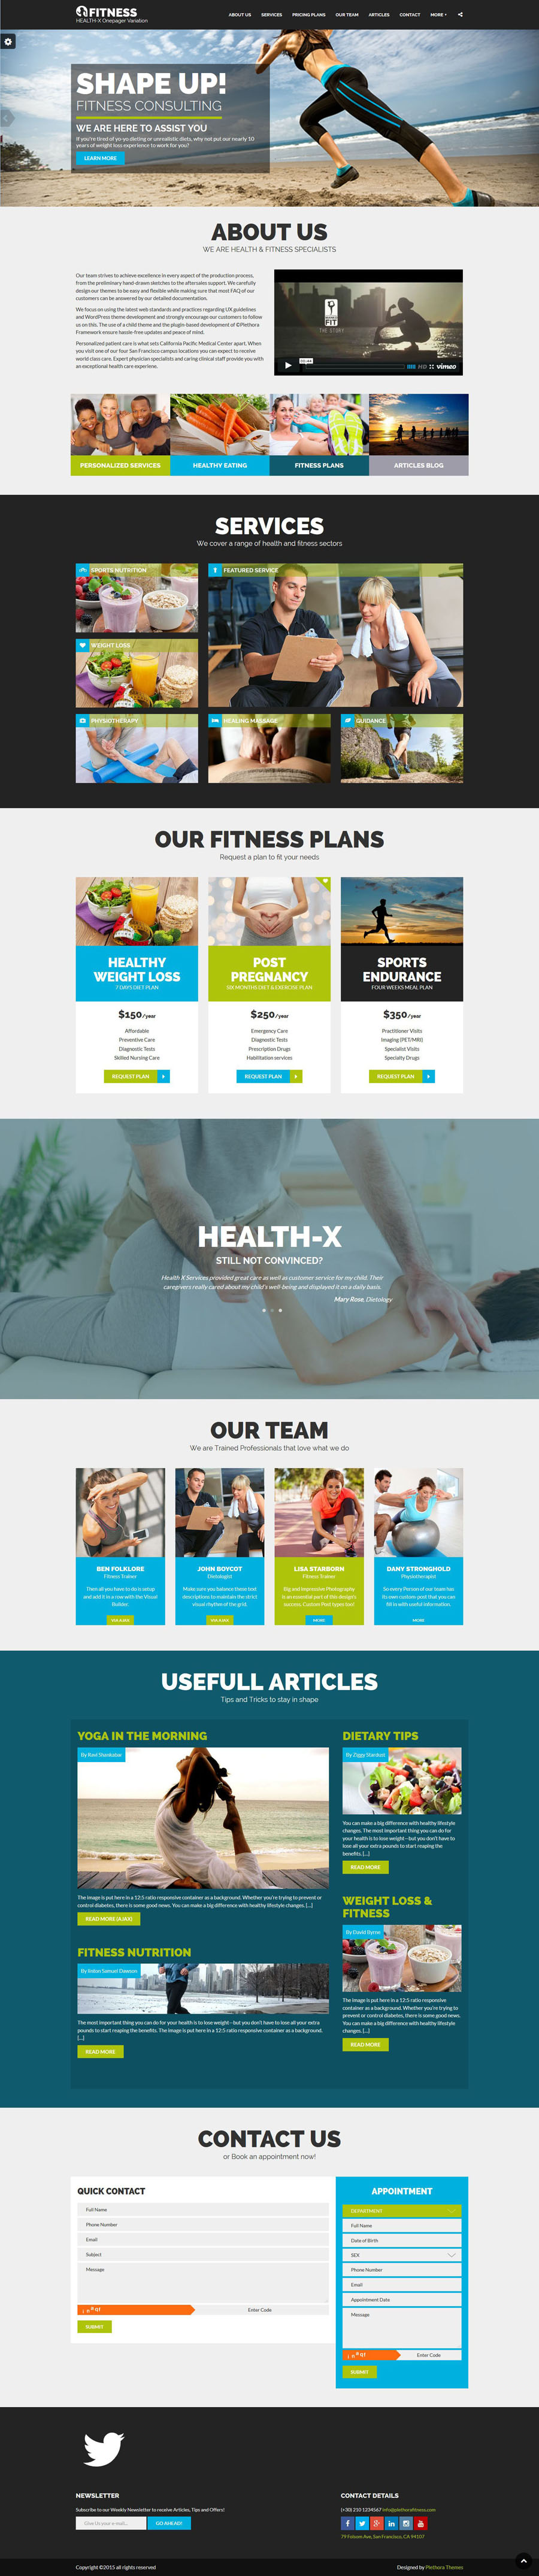 FITNESS
HEALTH-X Onepager Variation
ABOUT US SERVICES PRICING PLANS OUR TEAM ARTICLES CONTACT MORE +
SHAPE UP!
FITNESS CONSULTING
WE ARE HERE TO ASSIST YOU
If you're tired of yo-yo dieting or unrealistic diets, why not put our nearly 10
years of weight loss experience to work for you?
LEARN MORE
ABOUT US
WE ARE HEALTH & FITNESS SPECIALISTS
Our team strives to achieve excellence in every aspect of the production process,
from the preliminary hand-drawn sketches to the aftersales support. We carefully
design our themes to be easy and flexible while making sure that most FAQ of our
customers can be answered by our detailed documentation.
We focus on using the latest web standards and practices regarding UX guidelines
and WordPress theme development and strongly encourage our customers to follow
us on this. The use of a child theme and the plugin-based development of ©Plethora
Framework ensure hassle-free updates and peace of mind.
Personalized patient care is what sets California Pacific Medical Center apart. When
you visit one of our four San Francisco campus locations you can expect to receive
world class care. Expert physician specialists and caring clinical staff provide you with
an exceptional health care experience.
FIT
THE STORY
HD vimeo
PERSONALIZED SERVICES
HEALTHY EATING
FITNESS PLANS
ARTICLES BLOG
SERVICES
We cover a range of health and fitness sectors
SPORTS NUTRITION
FEATURED SERVICE
WEIGHT LOSS
PHYSIOTHERAPY
HEALING MASSAGE
GUIDANCE
OUR FITNESS PLANS
Request a plan to fit your needs
HEALTHY
WEIGHT LOSS
7 DAYS DIET PLAN
$150/year
Affordable
Preventive Care
Diagnostic Tests
Skilled Nursing Care
REQUEST PLAN
POST
PREGNANCY
SIX MONTHS DIET & EXERCISE PLAN
$250/year
Emergency Care
Diagnostic Tests
Prescription Drugs
Habilitation services
REQUEST PLAN
SPORTS
ENDURANCE
FOUR WEEKS MEAL PLAN
$350/year
Practitioner Visits
Imaging (PET/MRI)
Specialist Visits
Specialty Drugs
REQUEST PLAN
HEALTH-X
STILL NOT CONVINCED?
Health X Services provided great care as well as customer service for my child. Their
caregivers really cared about my child's well-being and displayed it on a daily basis.
Mary Rose, Dietology
OUR TEAM
We are Trained Professionals that love what we do
BEN FOLKLORE
Fitness Trainer
Then all you have to do is setup
and add it in a row with the Visual
Builder.
VIA AJAX
JOHN BOYCOT
Dietologist
Make sure you balance these text
descriptions to maintain the strict
visual rhythm of the grid.
VIA AJAX
LISA STARBORN
Fitness Trainer
Big and Impressive Photography
is an essential part of this design's
success. Custom Post types too!
MORE
DANY STRONGHOLD
Physiotherapist
So every Person of our team has
its own custom post that you can
fill in with useful information.
MORE
USEFULL ARTICLES
Tips and Tricks to stay in shape
YOGA IN THE MORNING
By Ravi Shankular
The image is put here in a 12:5 ratio responsive container as a background. Whether you're trying to prevent or
control diabetes, there is some good news. You can make a big difference with healthy lifestyle changes. [...]
READ MORE (AJAX)
FITNESS NUTRITION
Samuel Dawson
The most important thing you can do for your health is to lose weight—but you don't have to lose all your extra
pounds to start reaping the benefits. The image is put here in a 12:5 ratio responsive container as a background.
[...]
READ MORE
DIETARY TIPS
By Ziggy Stardust
You can make a big difference with healthy lifestyle
changes. The most important thing you can do for
your health is to lose weight—but you don't have to
lose all your extra pounds to start reaping the
benefits. [...]
READ MORE
WEIGHT LOSS &
FITNESS
By David Byrne
The image is put here in a 12:5 ratio responsive
container as a background. Whether you're trying to
prevent or control diabetes, there is some good news.
You can make a big difference with healthy lifestyle
changes. [...]
READ MORE
CONTACT US
or Book an appointment now!
QUICK CONTACT
Full Name
Phone Number
Email
Subject
Message
Enter Code
SUBMIT
APPOINTMENT
DEPARTMENT
Full Name
Date of Birth
SEX
Phone Number
Email
Appointment Date
Message
Enter Code
SUBMIT
NEWSLETTER
Subscribe to our Weekly Newsletter to receive Articles, Tips and Offers!
Give Us your e-mail...
GO AHEAD!
CONTACT DETAILS
(+30) 210 1234567 info@plethorafitness.com
79 Folsom Ave, San Francisco, CA 94107
Copyright ©2015 all rights reserved
Designed by Plethora Themes